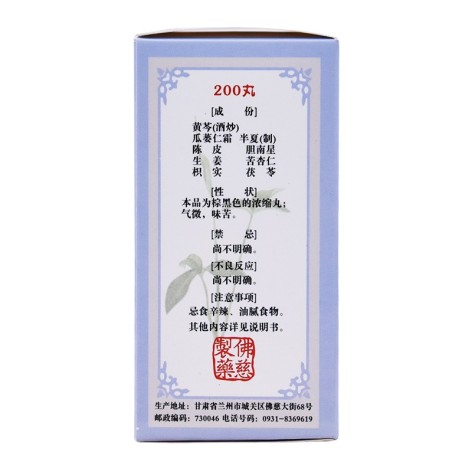 200丸
[成 份]
黄芩(酒炒)
瓜蒌仁霜 半夏(制)
陈 皮 胆南星
生 姜 苦杏仁
枳 实 茯 苓
[性 状]
本品为棕黑色的浓缩丸；
气微，味苦。
[禁 忌]
尚不明确。
[不良反应]
尚不明确。
[注意事项]
忌食辛辣、油腻食物。
其他内容详见说明书。
佛慈
製藥
生产地址： 甘肃省兰州市城关区佛慈大街68号
邮政编码：730046 电话号码：0931-8369619